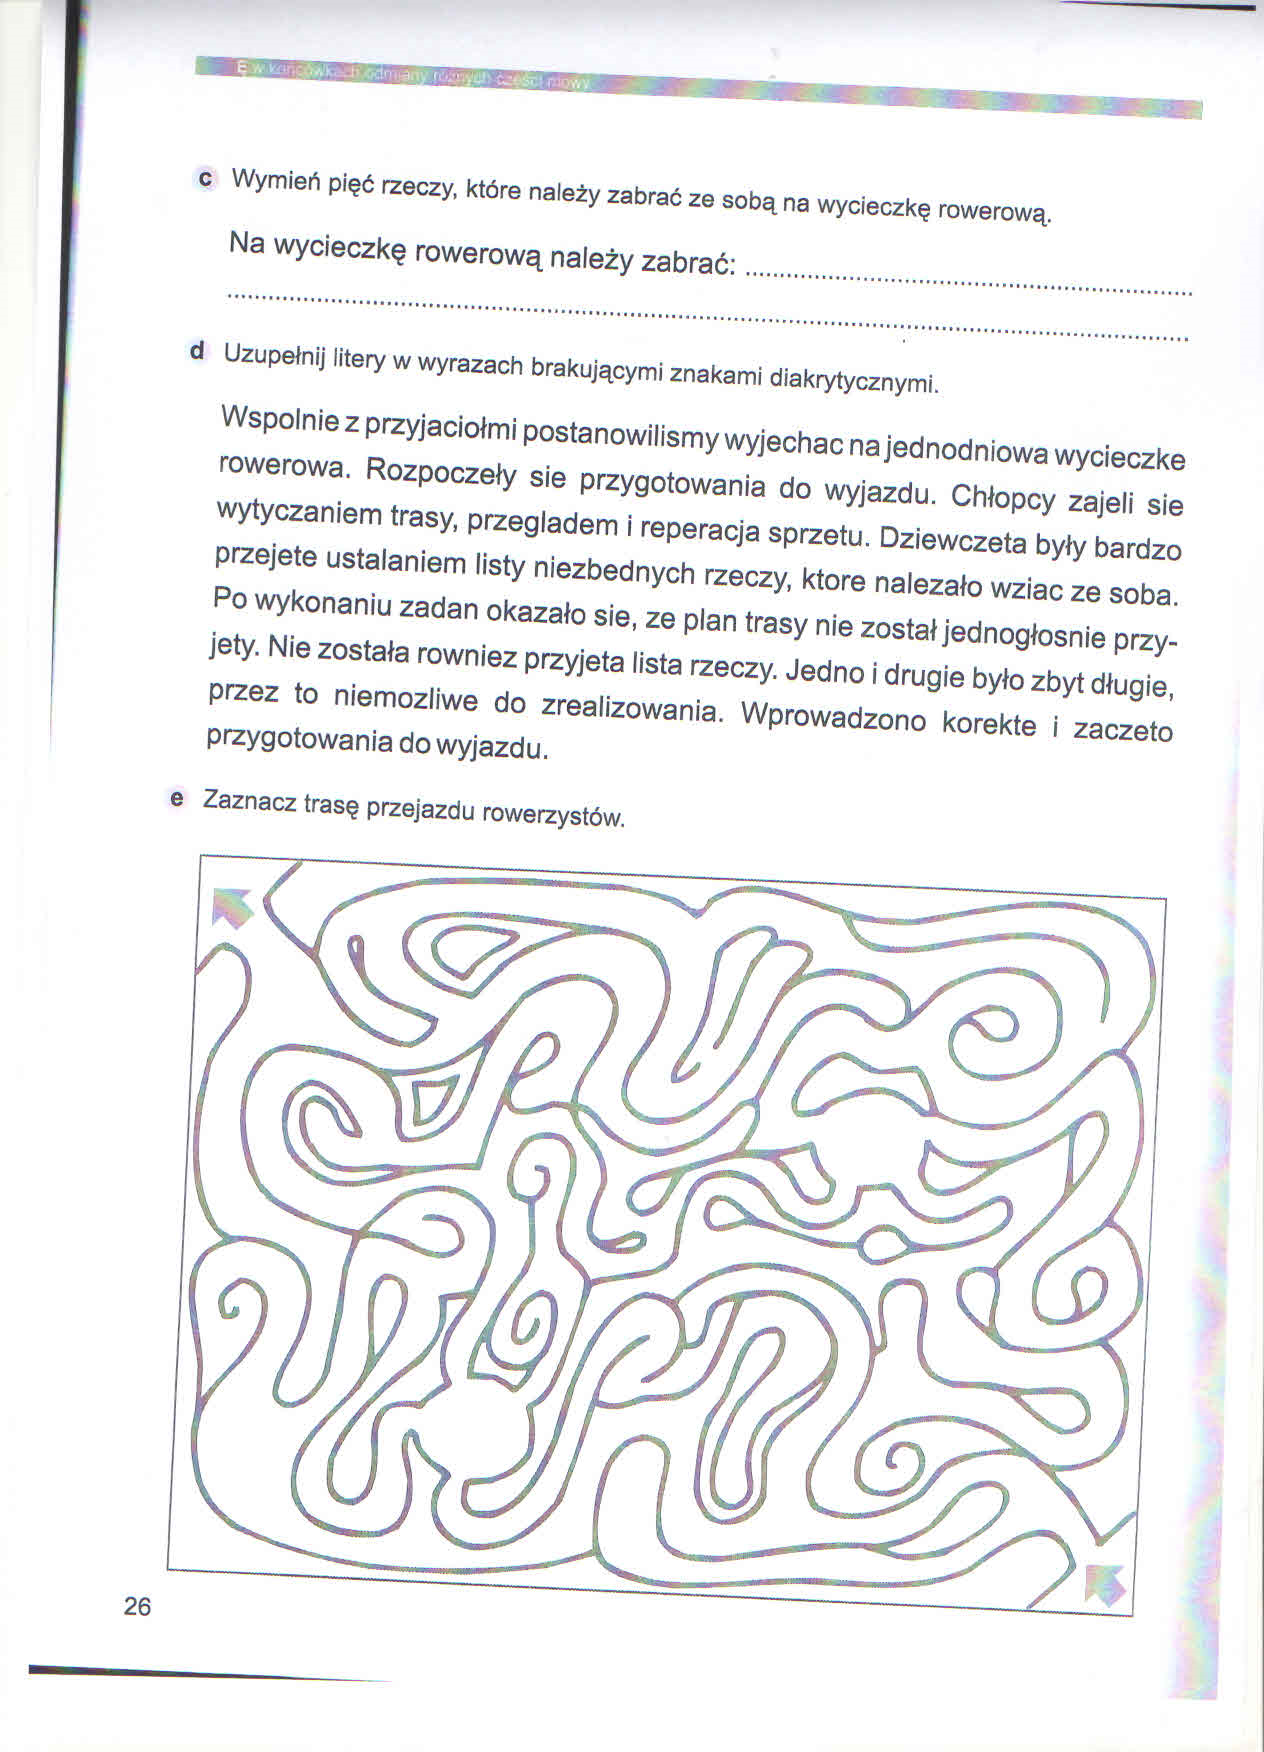 Ę w końcówkach odmiany różnych części mowy
c Wymień pięć rzeczy, które należy zabrać ze sobą na wycieczkę rowerową.
Na wycieczkę rowerową należy zabrać: ........................................
................................................................................
d Uzupełnij litery w wyrazach brakującymi znakami diakrytycznymi.
Wspolnie z przyjaciołmi postanowilismy wyjechac na jednodniowa wycieczke
rowerowa. Rozpoczeły sie przygotowania do wyjazdu. Chłopcy zajeli sie
wytyczaniem trasy, przegladem i reperacja sprzetu. Dziewczeta były bardzo
przejete ustalaniem listy niezbednych rzeczy, ktore nalezało wziac ze soba.
Po wykonaniu zadan okazało sie, ze plan trasy nie został jednogłosnie przy-
jety. Nie została rowniez przyjeta lista rzeczy. Jedno i drugie było zbyt długie,
przez to niemozliwe do zrealizowania. Wprowadzono korekte i zaczeto
przygotowania do wyjazdu.
e Zaznacz trasę przejazdu rowerzystów.
26